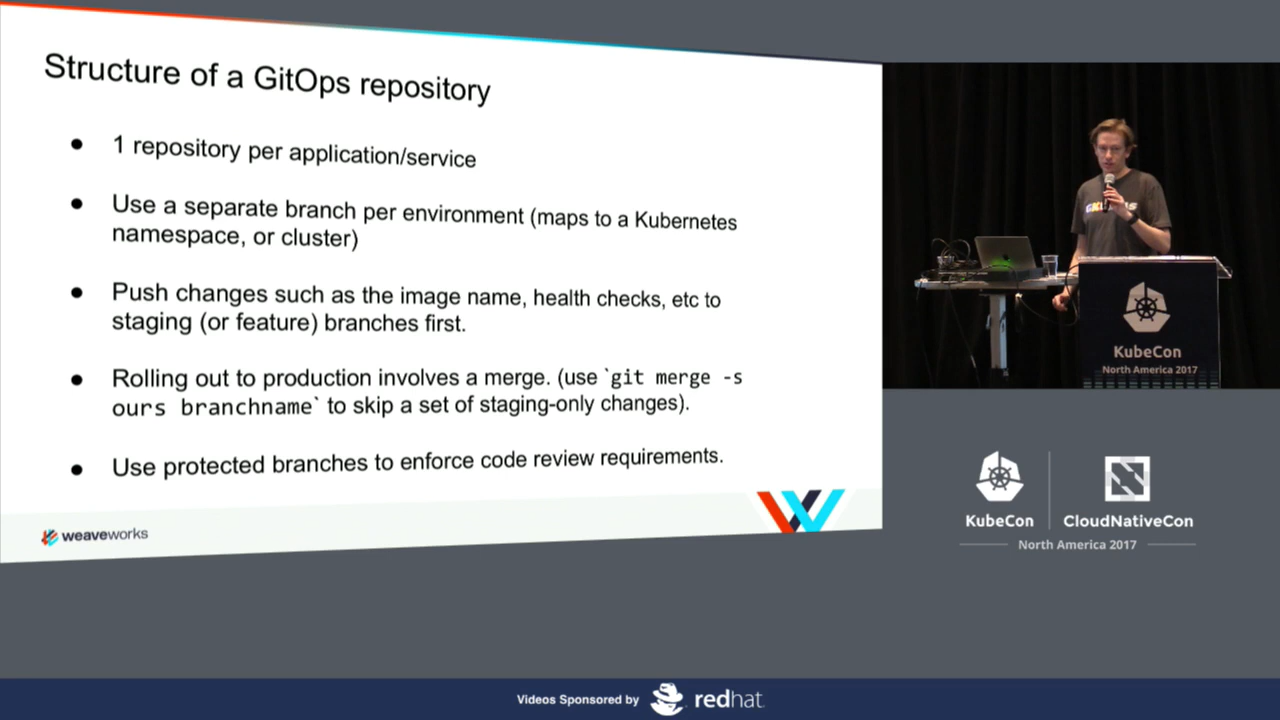 Structure of a GitOps repository
● 1 repository per application/service
● Use a separate branch per environment (maps to a Kubernetes
namespace, or cluster)
● Push changes such as the image name, health checks, etc to
staging (or feature) branches first.
● Rolling out to production involves a merge. (use `git merge -s
ours branchname` to skip a set of staging-only changes).
● Use protected branches to enforce code review requirements.
weaveworks
KubeCon
North America 2017
KubeCon
CloudNativeCon
North America 2017
Videos Sponsored by
redhat